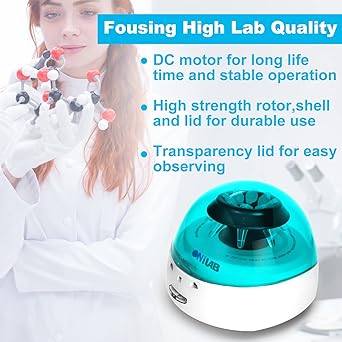 Fousing High Lab Quality
DC motor for long life
time and stable operation
High strength rotor,shell
and lid for durable use
Transparency lid for easy
observing
ONiLAB